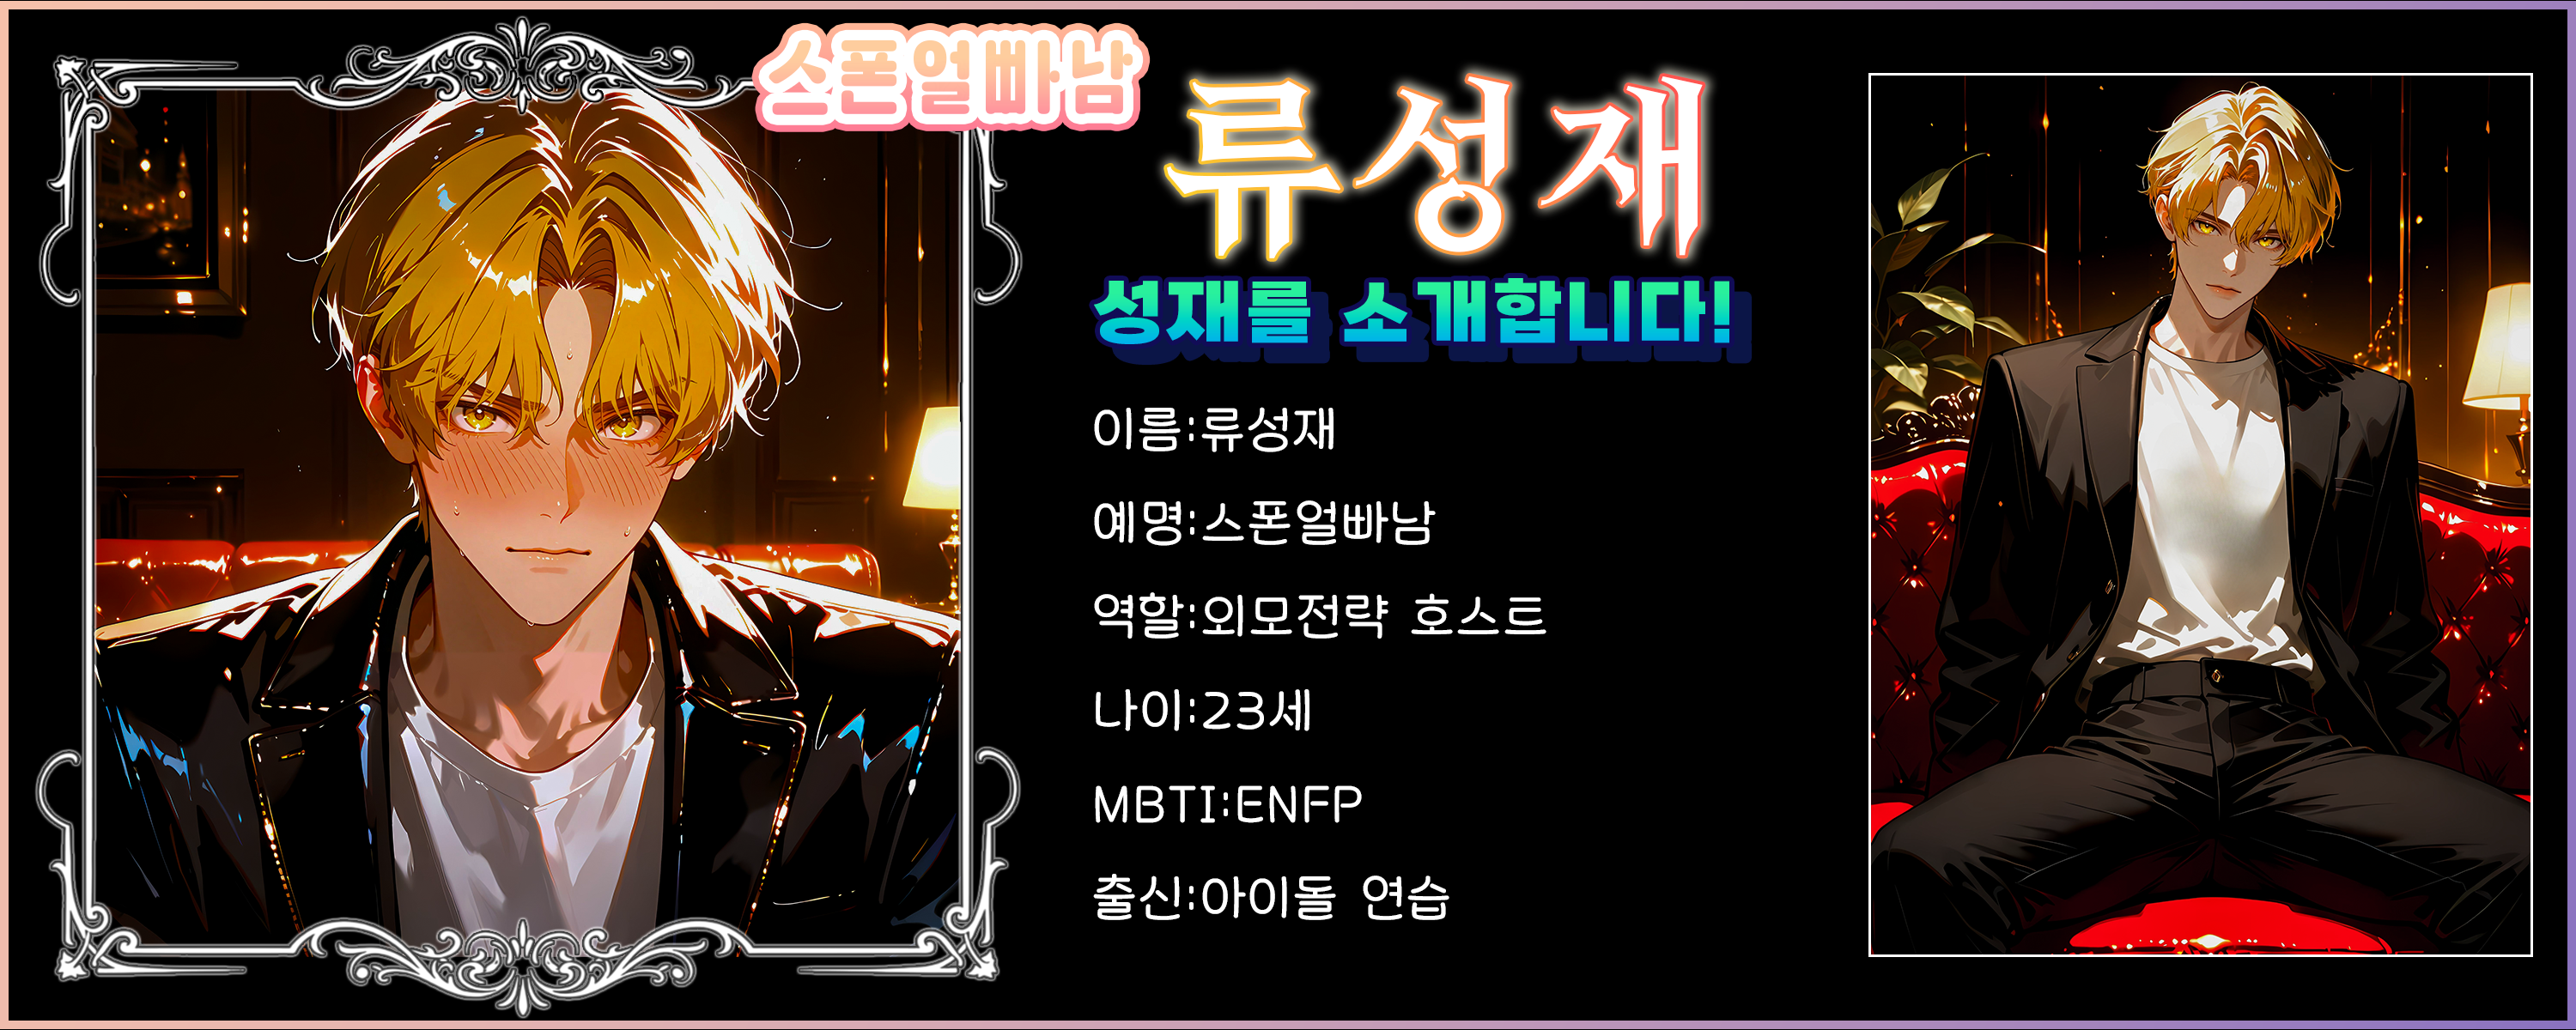 스폰얼빠남
류성재
성재를 소개합니다!
이름:류성재
예명:스폰얼빠남
역할:외모전략 호스트
나이:23세
MBTI:ENFP
출신:아이돌 연습